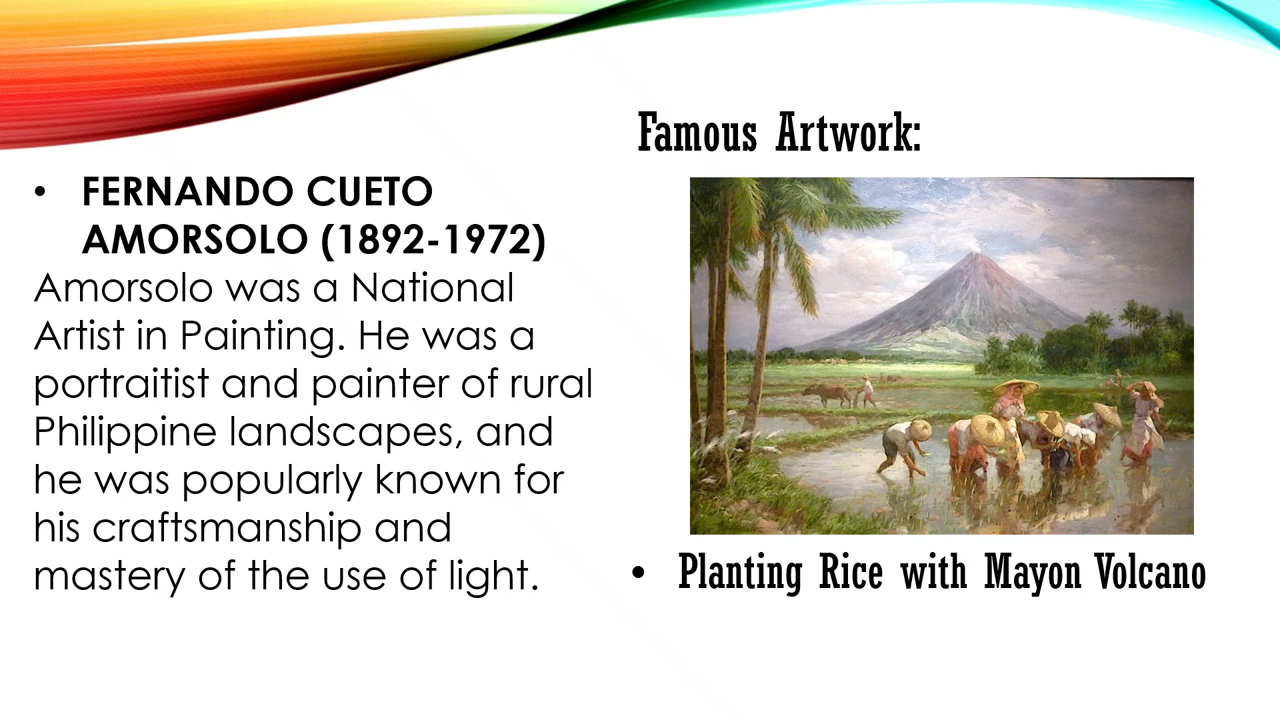 Famous Artwork:
• FERNANDO CUETO
AMORSOLO (1892-1972)
Amorsolo was a National
Artist in Painting. He was a
portraitist and painter of rural
Philippine landscapes, and
he was popularly known for
his craftsmanship and
mastery of the use of light.
• Planting Rice with Mayon Volcano